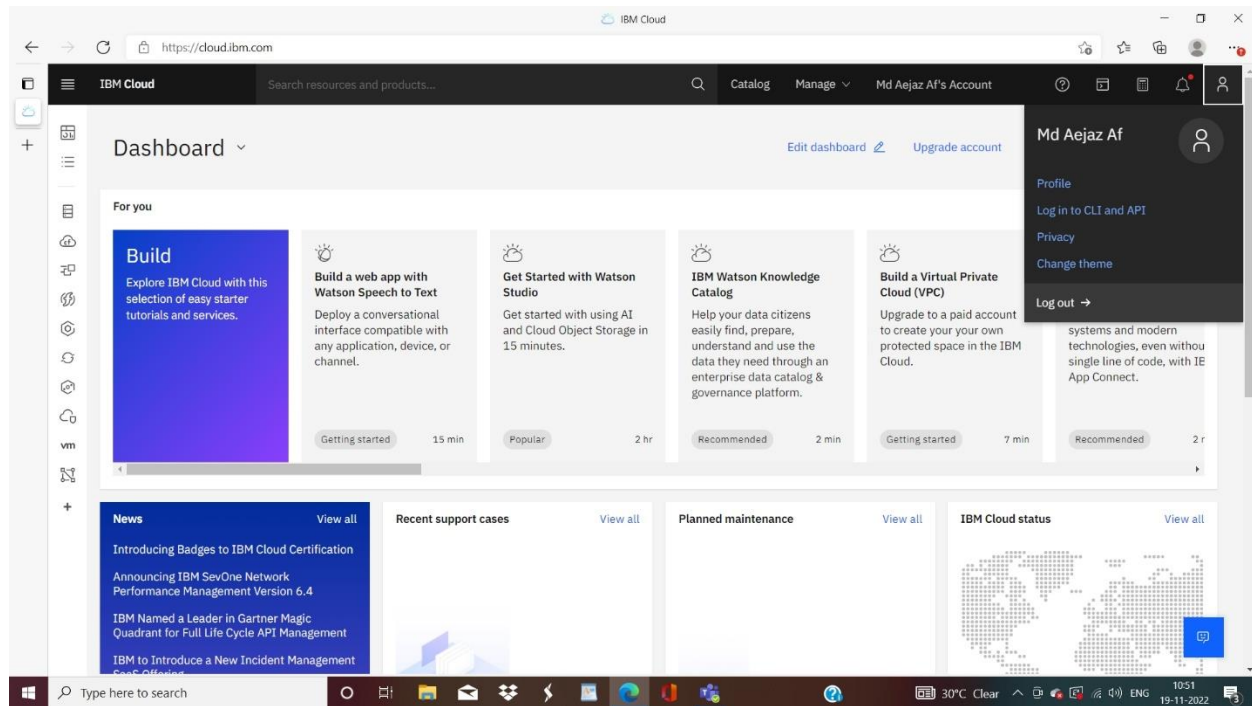 IBM Cloud
https://cloud.ibm.com
IBM Cloud
Search resources and products...
Catalog
Manage
Md Aejaz Af's Account
Dashboard
Edit dashboard
Upgrade account
Md Aejaz Af
Profile
Log in to CLI and API
Privacy
Change theme
Log out →
For you
Build
Explore IBM Cloud with this
selection of easy starter
tutorials and services.
Build a web app with
Watson Speech to Text
Deploy a conversational
interface compatible with
any application, device, or
channel.
Getting started
15 min
Get Started with Watson
Studio
Get started with using AI
and Cloud Object Storage in
15 minutes.
Popular
2 hr
IBM Watson Knowledge
Catalog
Help your data citizens
easily find, prepare,
understand and use the
data they need through an
enterprise data catalog &
governance platform.
Recommended
2 min
Build a Virtual Private
Cloud (VPC)
Upgrade to a paid account
to create your your own
protected space in the IBM
Cloud.
Getting started
7 min
systems and modern
technologies, even withou
single line of code, with IE
App Connect.
Recommended
2 r
vm
News
View all
Introducing Badges to IBM Cloud Certification
Announcing IBM SevOne Network
Performance Management Version 6.4
IBM Named a Leader in Gartner Magic
Quadrant for Full Life Cycle API Management
IBM to Introduce a New Incident Management
Recent support cases
View all
Planned maintenance
View all
IBM Cloud status
View all
Type here to search
30°C Clear
ENG
10:51
19-11-2022
3